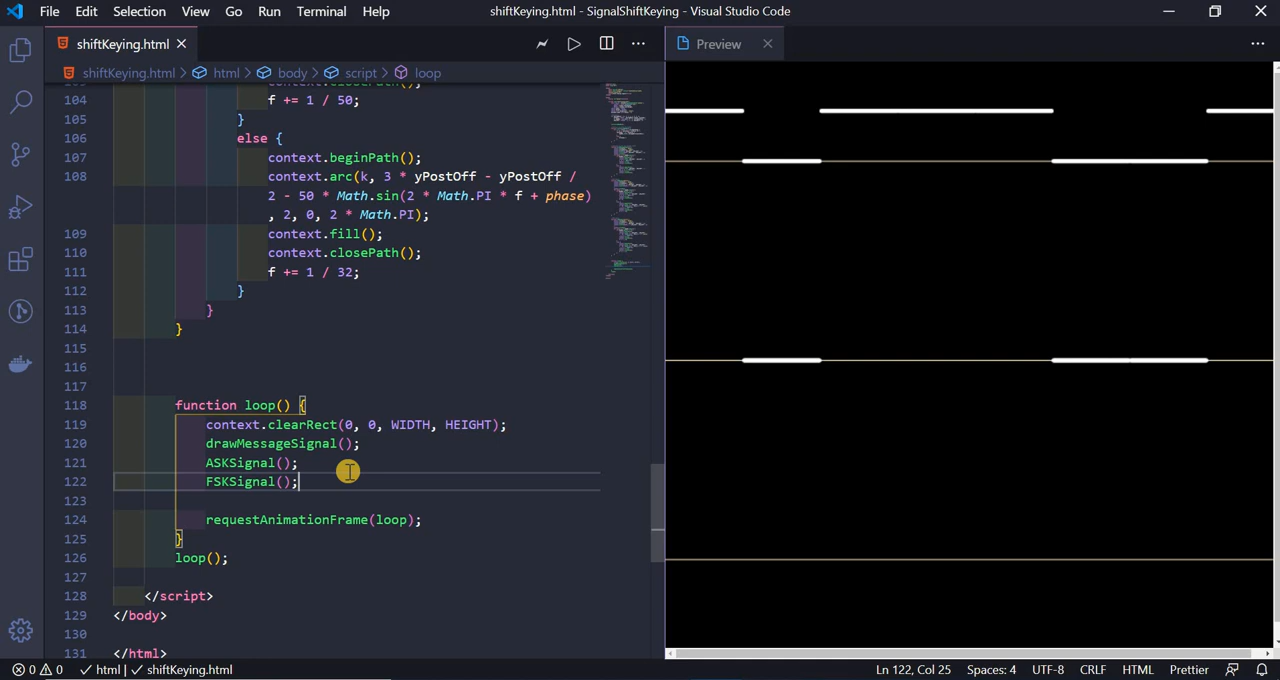 File Edit Selection View Go Run Terminal Help
shiftKeying.html - SignalShiftKeying - Visual Studio Code
shiftKeying.html
Preview
shiftKeying.html > html > body > script > loop
104 f += 1 / 50;
105 }
106 else {
107 context.beginPath();
108 context.arc(k, 3 * yPostOff - yPostOff /
2 - 50 * Math.sin(2 * Math.PI * f + phase)
, 2, 0, 2 * Math.PI);
109 context.fill();
110 context.closePath();
111 f += 1 / 32;
112 }
113 }
114 }
115
116
117
118 function loop() {
119 context.clearRect(0, 0, WIDTH, HEIGHT);
120 drawMessageSignal();
121 ASKSignal();
122 FSKSignal();
123
124 requestAnimationFrame(loop);
125 }
126 loop();
127
128 </script>
129 </body>
130
131 </html>
0 0 html | shiftKeying.html
Ln 122, Col 25 Spaces: 4 UTF-8 CRLF HTML Prettier